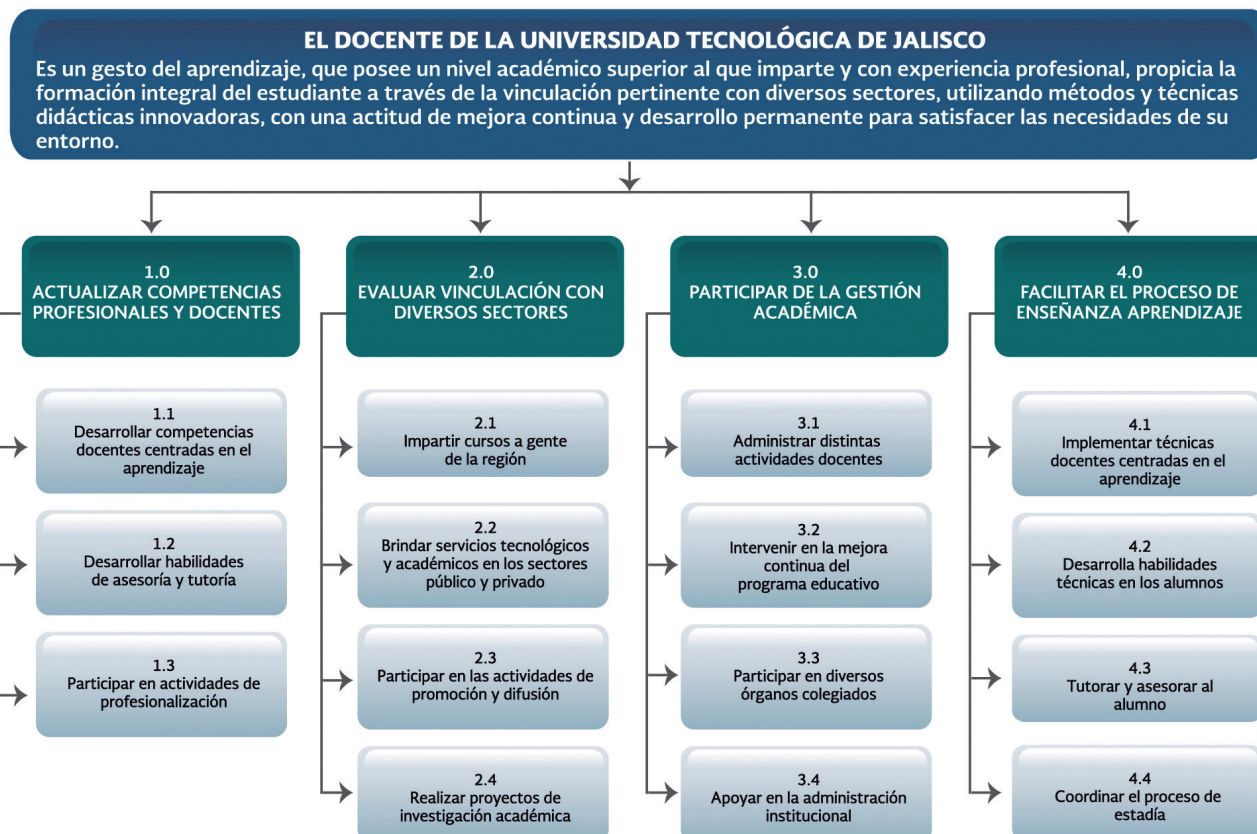 EL DOCENTE DE LA UNIVERSIDAD TECNOLÓGICA DE JALISCO
Es un gesto del aprendizaje, que posee un nivel académico superior al que imparte y con experiencia profesional, propicia la
formación integral del estudiante a través de la vinculación pertinente con diversos sectores, utilizando métodos y técnicas
didácticas innovadoras, con una actitud de mejora continua y desarrollo permanente para satisfacer las necesidades de su
entorno.
1.0
ACTUALIZAR COMPETENCIAS
PROFESIONALES Y DOCENTES
1.1
Desarrollar competencias
docentes centradas en el
aprendizaje
1.2
Desarrollar habilidades
de asesoría y tutoría
1.3
Participar en actividades de
profesionalización
2.0
EVALUAR VINCULACIÓN CON
DIVERSOS SECTORES
2.1
Impartir cursos a gente
de la región
2.2
Brindar servicios tecnológicos
y académicos en los sectores
público y privado
2.3
Participar en las actividades de
promoción y difusión
2.4
Realizar proyectos de
investigación académica
3.0
PARTICIPAR DE LA GESTIÓN
ACADÉMICA
3.1
Administrar distintas
actividades docentes
3.2
Intervenir en la mejora
continua del
programa educativo
3.3
Participar en diversos
órganos colegiados
3.4
Apoyar en la administración
institucional
4.0
FACILITAR EL PROCESO DE
ENSEÑANZA APRENDIZAJE
4.1
Implementar técnicas
docentes centradas en el
aprendizaje
4.2
Desarrolla habilidades
técnicas en los alumnos
4.3
Tutorar y asesorar al
alumno
4.4
Coordinar el proceso de
estadía